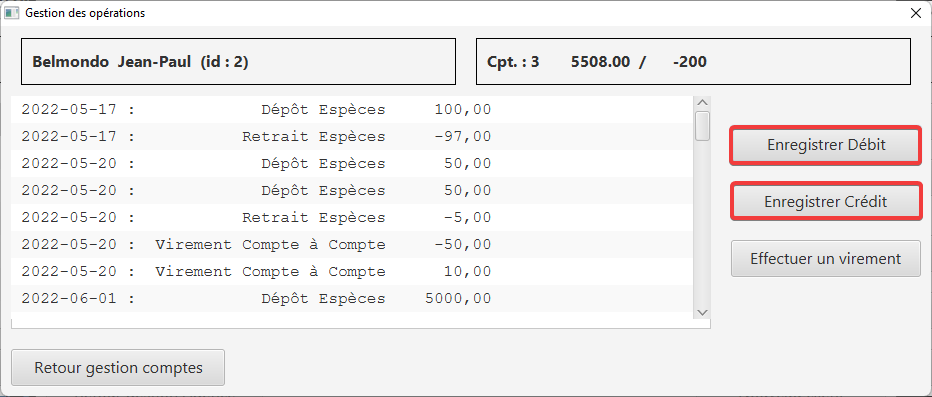 Gestion des opérations
Belmondo Jean-Paul (id : 2)
Cpt. : 3 5508.00 / -200
2022-05-17 : Dépôt Espèces 100,00
2022-05-17 : Retrait Espèces -97,00
2022-05-20 : Dépôt Espèces 50,00
2022-05-20 : Dépôt Espèces 50,00
2022-05-20 : Retrait Espèces -5,00
2022-05-20 : Virement Compte à Compte -50,00
2022-05-20 : Virement Compte à Compte 10,00
2022-06-01 : Dépôt Espèces 5000,00
Enregistrer Débit
Enregistrer Crédit
Effectuer un virement
Retour gestion comptes